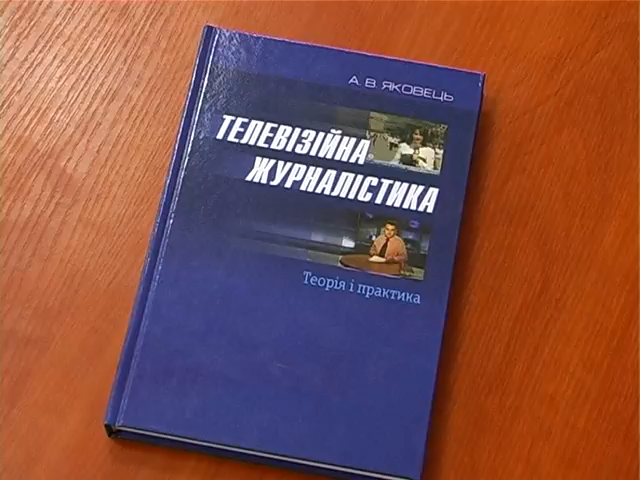 А. В. ЯКОВЕЦЬ
ТЕЛЕВІЗІЙНА
ЖУРНАЛІСТИКА
Теорія і практика